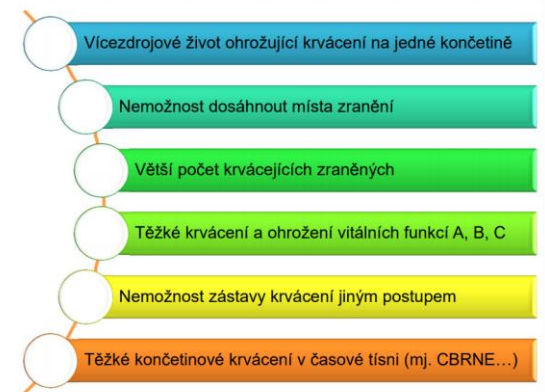 Vícezdrojové život ohrožující krvácení na jedné končetině
Nemožnost dosáhnout místa zranění
Větší počet krvácejících zraněných
Těžké krvácení a ohrožení vitálních funkcí A, B, C
Nemožnost zástavy krvácení jiným postupem
Těžké končetinové krvácení v časové tísni (mj. CBRNE...)